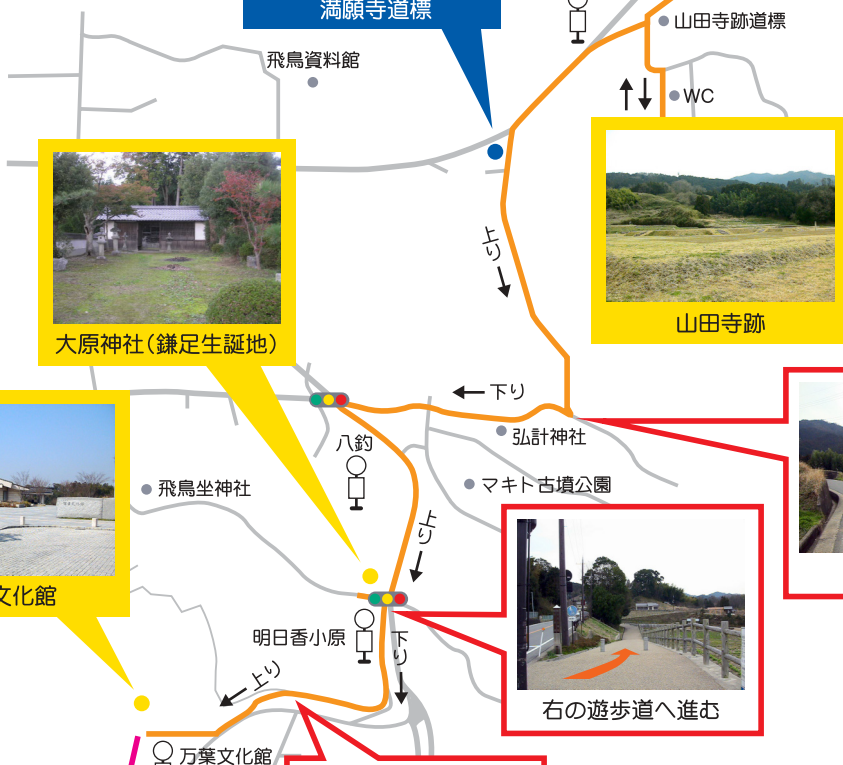 満願寺道標
山田寺跡道標
飛鳥資料館
WC
上り
山田寺跡
大原神社(鎌足生誕地)
下り
弘計神社
八釣
マキト古墳公園
飛鳥坐神社
上り
文化館
明日香小原
下り
上り
右の遊歩道へ進む
万葉文化館